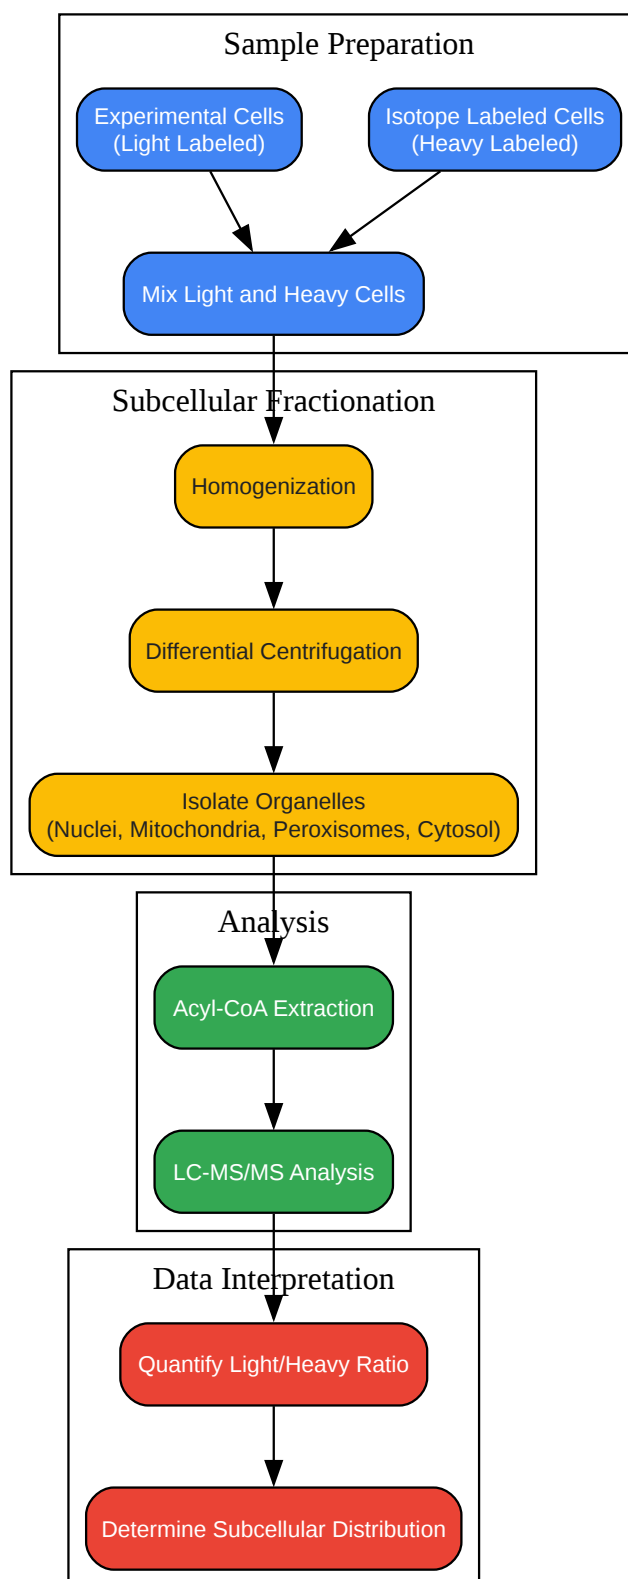 Sample Preparation
Experimental Cells
(Light Labeled)
Isotope Labeled Cells
(Heavy Labeled)
Mix Light and Heavy Cells
Subcellular Fractionation
Homogenization
Differential Centrifugation
Isolate Organelles
(Nuclei, Mitochondria, Peroxisomes, Cytosol)
Analysis
Acyl-CoA Extraction
LC-MS/MS Analysis
Data Interpretation
Quantify Light/Heavy Ratio
Determine Subcellular Distribution